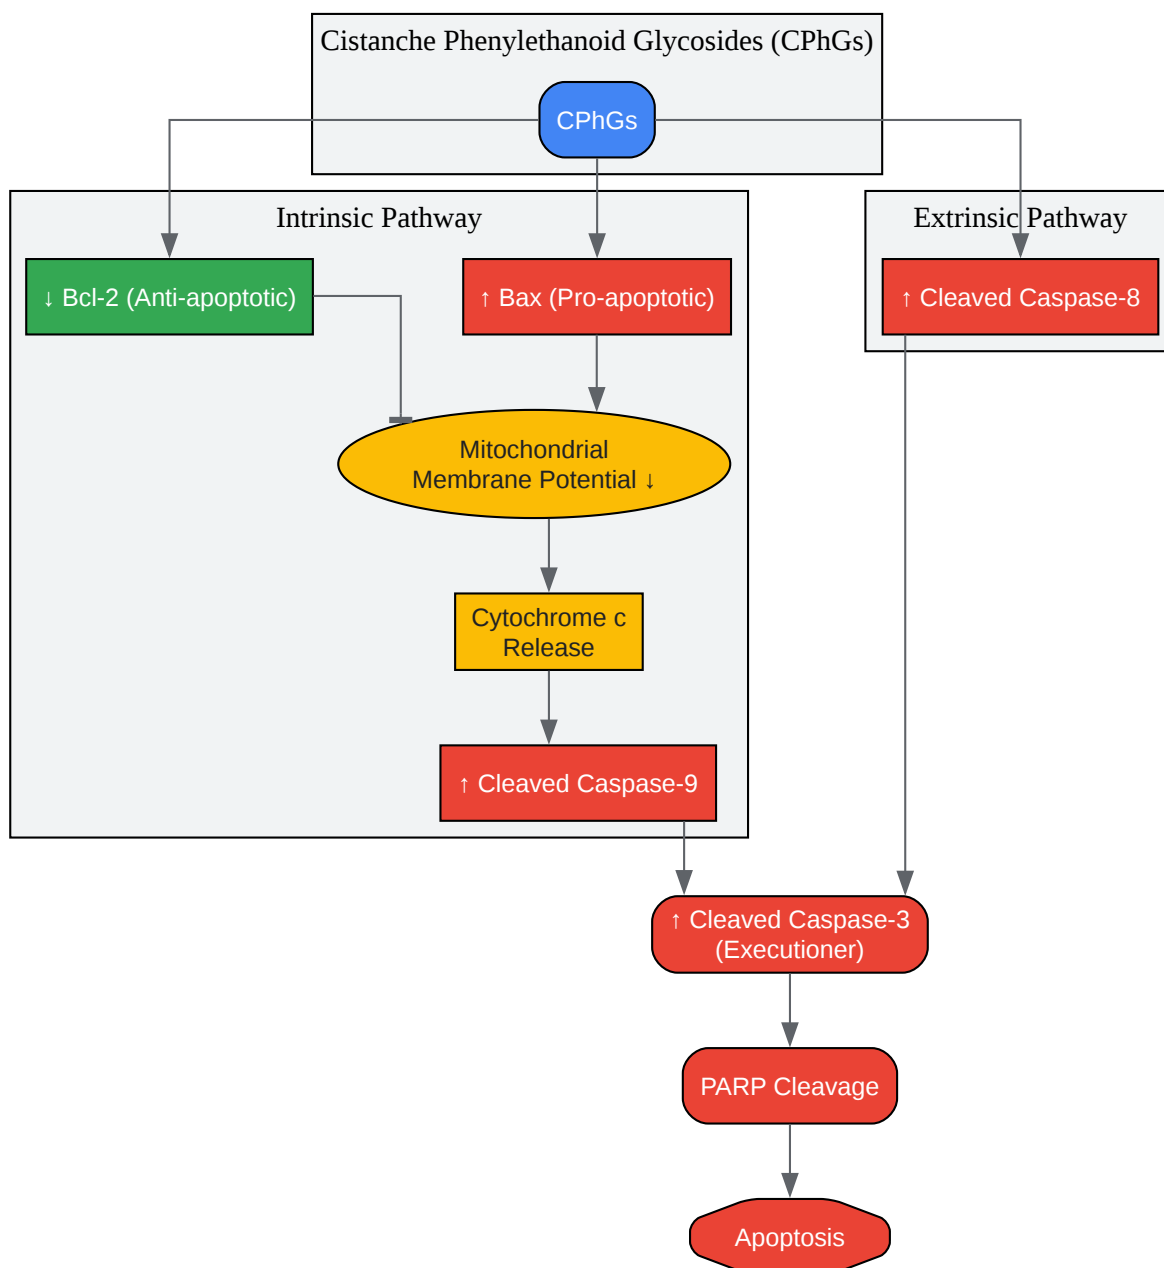 Cistanche Phenylethanoid Glycosides (CPhGs)
CPhGs
Intrinsic Pathway
Extrinsic Pathway
↓ Bcl-2 (Anti-apoptotic)
↑ Bax (Pro-apoptotic)
↑ Cleaved Caspase-8
Mitochondrial
Membrane Potential ↓
Cytochrome c
Release
↑ Cleaved Caspase-9
↑ Cleaved Caspase-3
(Executioner)
PARP Cleavage
Apoptosis